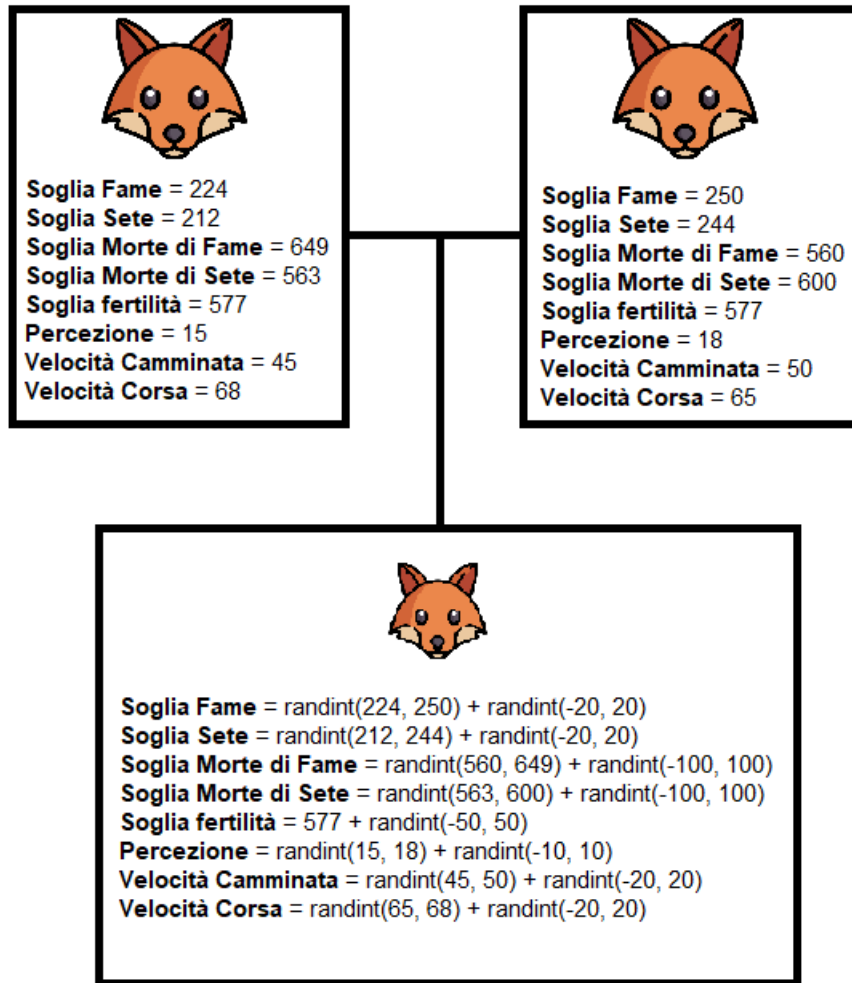 Soglia Fame = 224
Soglia Sete = 212
Soglia Morte di Fame = 649
Soglia Morte di Sete = 563
Soglia fertilità = 577
Percezione = 15
Velocità Camminata = 45
Velocità Corsa = 68
Soglia Fame = 250
Soglia Sete = 244
Soglia Morte di Fame = 560
Soglia Morte di Sete = 600
Soglia fertilità = 577
Percezione = 18
Velocità Camminata = 50
Velocità Corsa = 65
Soglia Fame = randint(224, 250) + randint(-20, 20)
Soglia Sete = randint(212, 244) + randint(-20, 20)
Soglia Morte di Fame = randint(560, 649) + randint(-100, 100)
Soglia Morte di Sete = randint(563, 600) + randint(-100, 100)
Soglia fertilità = 577 + randint(-50, 50)
Percezione = randint(15, 18) + randint(-10, 10)
Velocità Camminata = randint(45, 50) + randint(-20, 20)
Velocità Corsa = randint(65, 68) + randint(-20, 20)